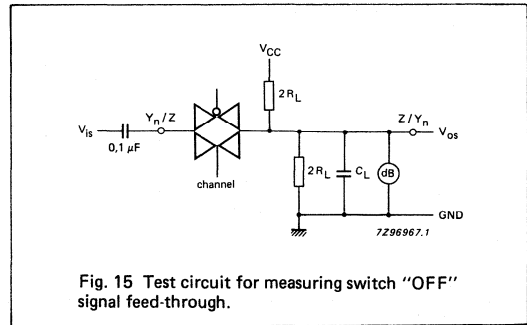 VCC
2RL
Yn/Z
Z/Yn
Vis
Vos
0,1 μF
2RL
CL
dB
channel
GND
7Z96967.1
Fig. 15 Test circuit for measuring switch "OFF"
signal feed-through.